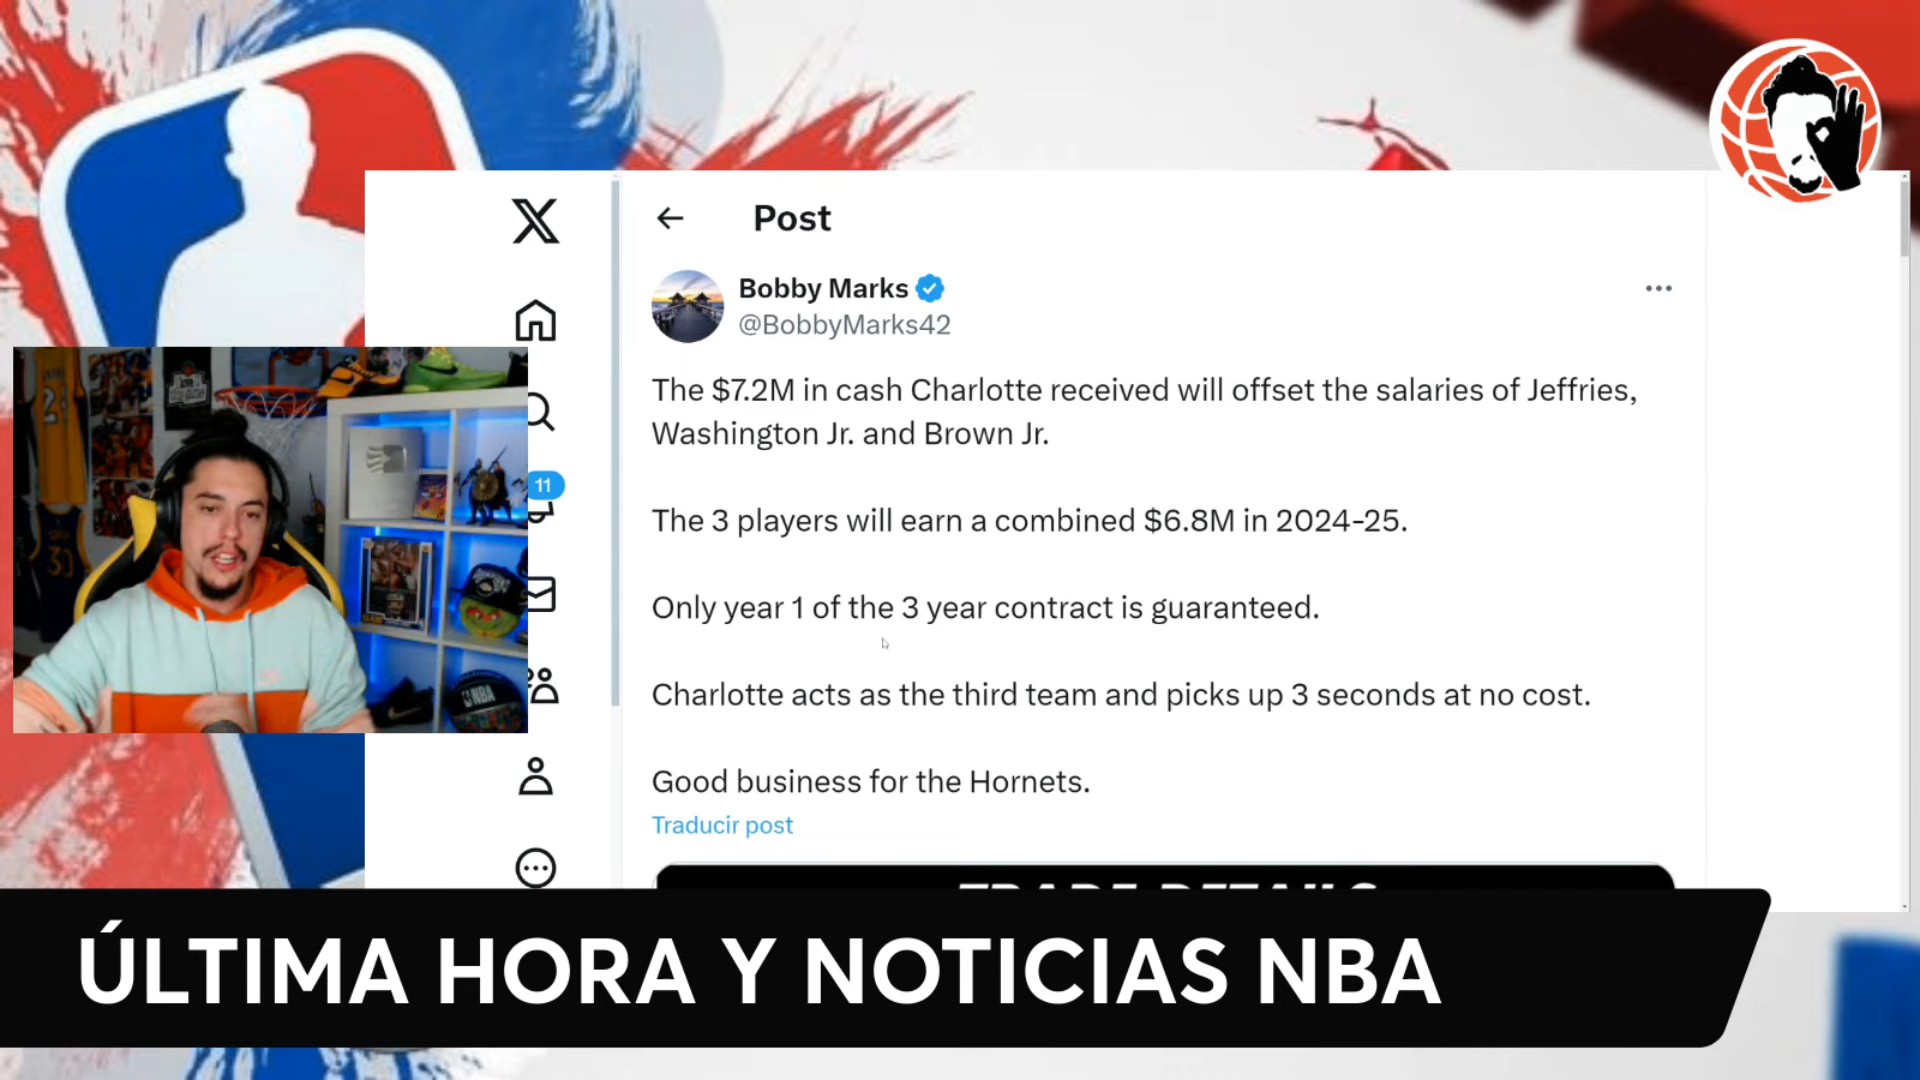 Post
Bobby Marks
@BobbyMarks42
The $7.2M in cash Charlotte received will offset the salaries of Jeffries,
Washington Jr. and Brown Jr.
The 3 players will earn a combined $6.8M in 2024-25.
Only year 1 of the 3 year contract is guaranteed.
Charlotte acts as the third team and picks up 3 seconds at no cost.
Good business for the Hornets.
Traducir post
11
30
NBA
ÚLTIMA HORA Y NOTICIAS NBA